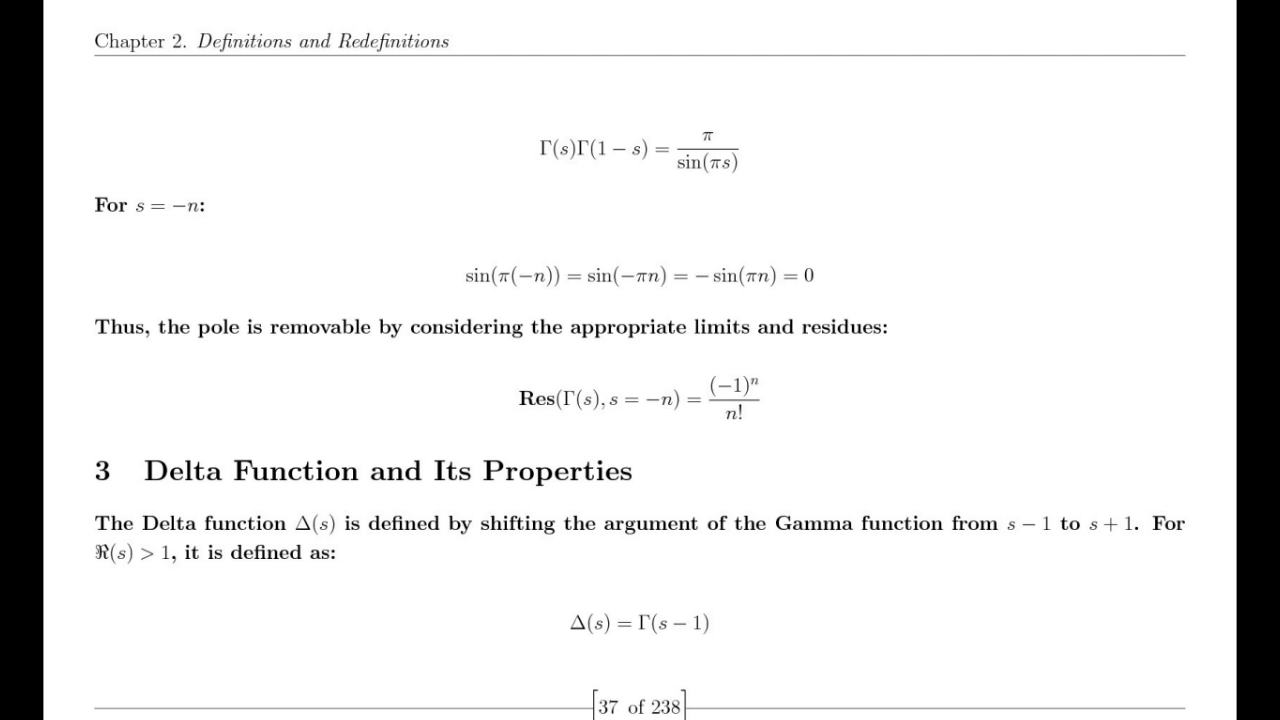 Chapter 2. Definitions and Redefinitions
Γ(s)Γ(1 − s) = π / sin(πs)
For s = −n:
sin(π(−n)) = sin(−πn) = − sin(πn) = 0
Thus, the pole is removable by considering the appropriate limits and residues:
Res(Γ(s), s = −n) = (−1)ⁿ / n!
3 Delta Function and Its Properties
The Delta function Δ(s) is defined by shifting the argument of the Gamma function from s − 1 to s + 1. For
ℜ(s) > 1, it is defined as:
Δ(s) = Γ(s − 1)
[37 of 238]